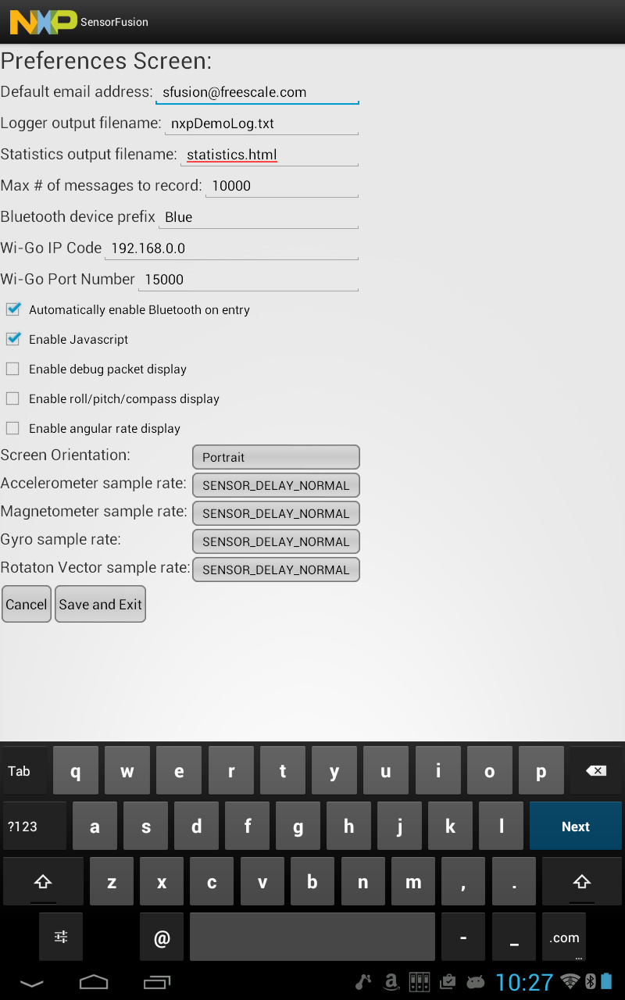 NXP SensorFusion
Preferences Screen:
Default email address: sfusion@freescale.com
Logger output filename: nxpDemoLog.txt
Statistics output filename: statistics.html
Max # of messages to record: 10000
Bluetooth device prefix Blue
Wi-Go IP Code 192.168.0.0
Wi-Go Port Number 15000
Automatically enable Bluetooth on entry
Enable Javascript
Enable debug packet display
Enable roll/pitch/compass display
Enable angular rate display
Screen Orientation: Portrait
Accelerometer sample rate: SENSOR_DELAY_NORMAL
Magnetometer sample rate: SENSOR_DELAY_NORMAL
Gyro sample rate: SENSOR_DELAY_NORMAL
Rotaton Vector sample rate: SENSOR_DELAY_NORMAL
Cancel Save and Exit
Tab q w e r t y u i o p
?123 a s d f g h j k l Next
z x c v b n m , .
@ - _ .com ...
a 10:27